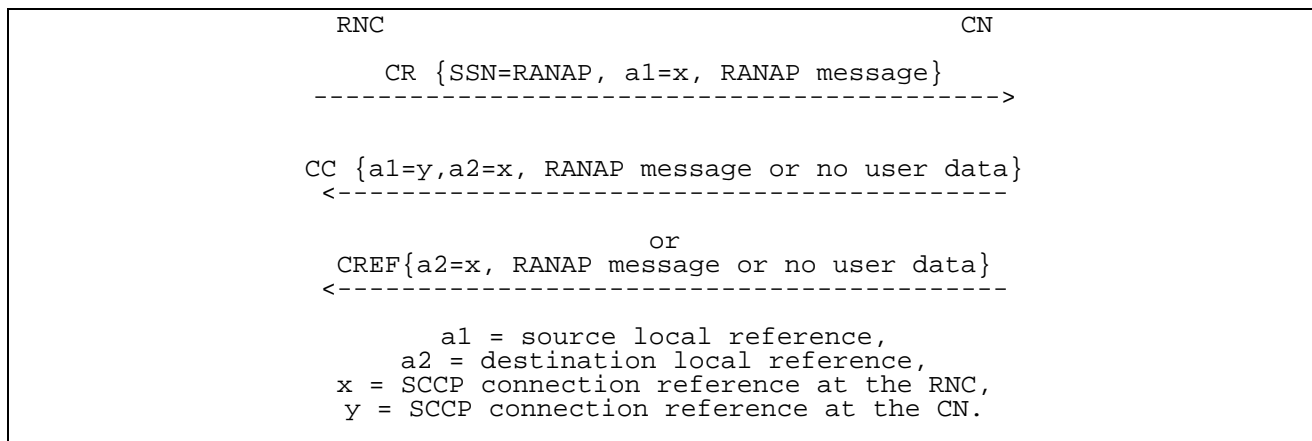 RNC CN
CR {SSN=RANAP, a1=x, RANAP message}
------------------------------------------->
CC {a1=y,a2=x, RANAP message or no user data}
<------------------------------------------
or
CREF{a2=x, RANAP message or no user data}
<------------------------------------------
a1 = source local reference,
a2 = destination local reference,
x = SCCP connection reference at the RNC,
y = SCCP connection reference at the CN.